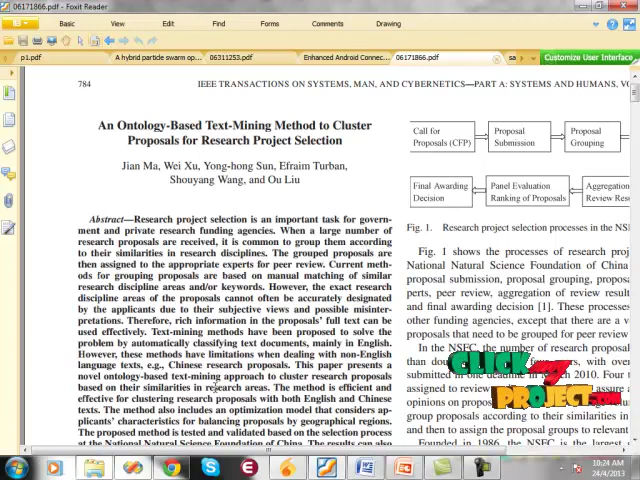 06171866.pdf - Foxit Reader
Basic View Edit Find Forms Comments Drawing
p1.pdf A hybrid particle swarm op... 06311253.pdf Enhanced Android Connec... 06171866.pdf sa Customize User Interface
784 IEEE TRANSACTIONS ON SYSTEMS, MAN, AND CYBERNETICS—PART A: SYSTEMS AND HUMANS,
An Ontology-Based Text-Mining Method to Cluster
Proposals for Research Project Selection
Jian Ma, Wei Xu, Yong-hong Sun, Efraim Turban,
Shouyang Wang, and Ou Liu
Abstract—Research project selection is an important task for govern-
ment and private research funding agencies. When a large number of
research proposals are received, it is common to group them according
to their similarities in research disciplines. The grouped proposals are
then assigned to the appropriate experts for peer review. Current meth-
ods for grouping proposals are based on manual matching of similar
research discipline areas and/or keywords. However, the exact research
discipline areas of the proposals cannot often be accurately designated
by the applicants due to their subjective views and possible misinter-
pretations. Therefore, rich information in the proposals' full text can be
used effectively. Text-mining methods have been proposed to solve the
problem by automatically classifying text documents, mainly in English.
However, these methods have limitations when dealing with non-English
language texts, e.g., Chinese research proposals. This paper presents a
novel ontology-based text-mining approach to cluster research proposals
based on their similarities in research areas. The method is efficient and
effective for clustering research proposals with both English and Chinese
texts. The method also includes an optimization model that considers ap-
plicants' characteristics for balancing proposals by geographical regions.
The proposed method is tested and validated based on the selection process
at the National Natural Science Foundation of China. The results can also
Call for
Proposals (CFP)
Proposal
Submission
Proposal
Grouping
Final Awarding
Decision
Panel Evaluation
Ranking of Proposals
Aggregation
Review Resu
Fig. 1. Research project selection processes in the NSF
Fig. 1 shows the processes of research proj
National Natural Science Foundation of China
proposal submission, proposal grouping, propos
perts, peer review, aggregation of review result
and final awarding decision [1]. These processes
other funding agencies, except that there are a v
proposals that need to be grouped for peer review
In the NSFC, the number of research proposal
than dou
submitted in one deadline in March 2010. Four t
assigned to review
opinions on propos
group proposals according to their similarities in
and then to assign the proposal groups to relevant
Founded in 1986, the NSFC is the largest
CLICK
MY
PROJECT.com
10:24 AM
24/4/2013